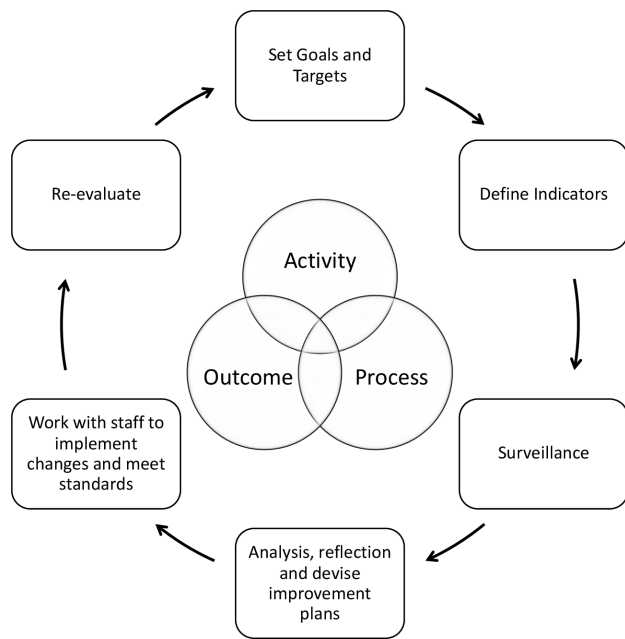 Set Goals and
Targets
Re-evaluate
Define Indicators
Activity
Outcome
Process
Work with staff to
implement
changes and meet
standards
Surveillance
Analysis, reflection
and devise
improvement
plans